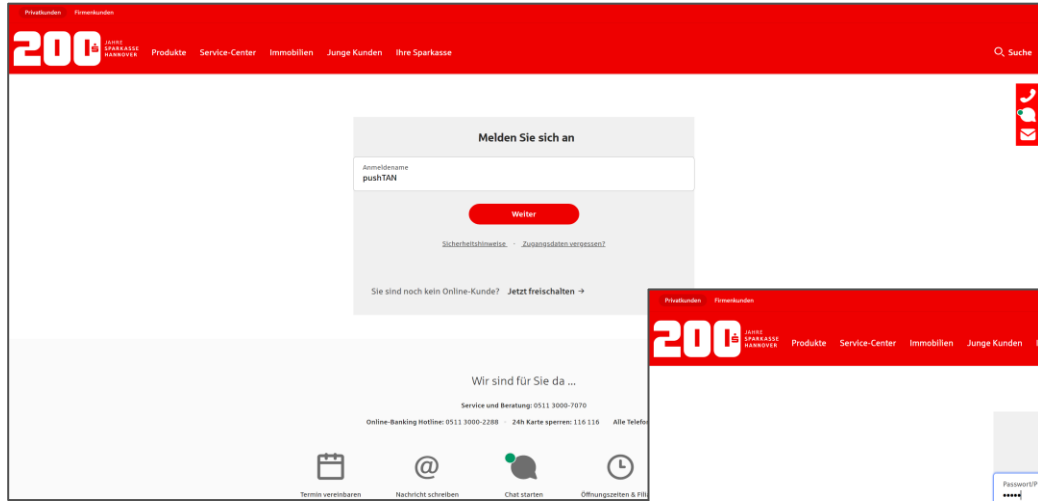 Privatkunden Firmenkunden
200 JAHRE SPARKASSE HANNOVER Produkte Service-Center Immobilien Junge Kunden Ihre Sparkasse Suche
Melden Sie sich an
Anmeldename
pushTAN
Weiter
Sicherheitshinweise · Zugangsdaten vergessen?
Sie sind noch kein Online-Kunde? Jetzt freischalten →
Wir sind für Sie da ...
Service und Beratung: 0511 3000-7070
Online-Banking Hotline: 0511 3000-2288 · 24h Karte sperren: 116 116 Alle Telefo
Termin vereinbaren Nachricht schreiben Chat starten Öffnungszeiten & Fili
Privatkunden Firmenkunden
200 JAHRE SPARKASSE HANNOVER Produkte Service-Center Immobilien Junge Kunden
Passwort/P
•••••